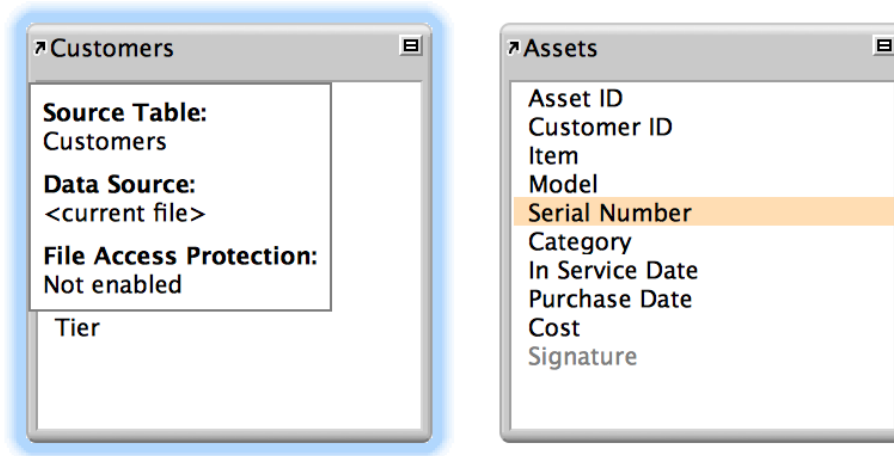 Customers
Source Table:
Customers
Data Source:
<current file>
File Access Protection:
Not enabled
Tier
Assets
Asset ID
Customer ID
Item
Model
Serial Number
Category
In Service Date
Purchase Date
Cost
Signature